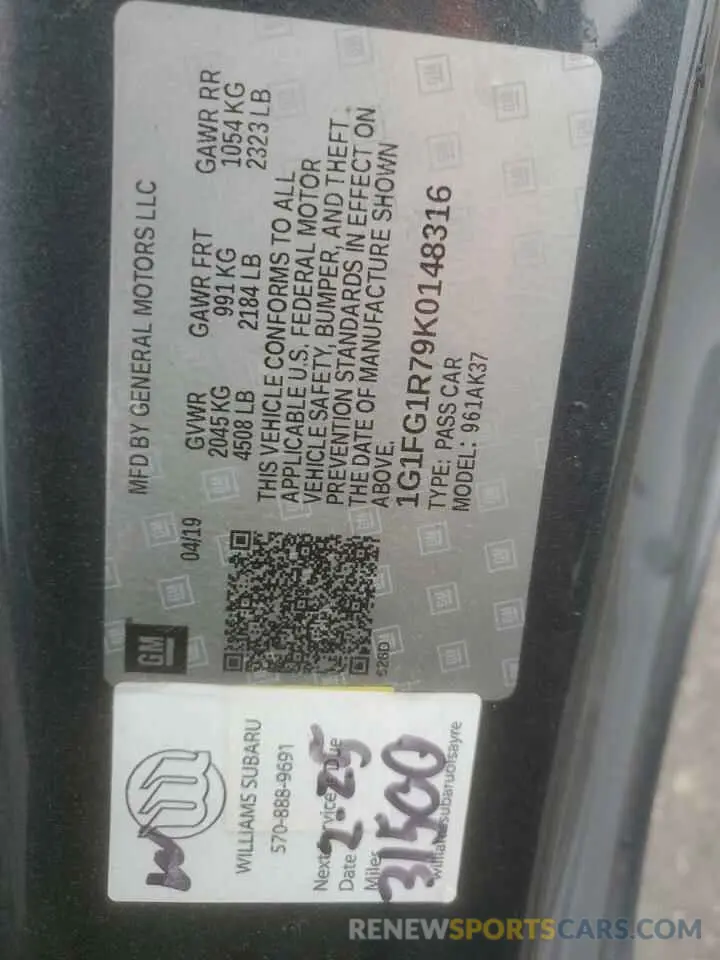 MFD BY GENERAL MOTORS LLC
04/19
GVWR GAWR FRT GAWR RR
2045 KG 991 KG 1054 KG
4508 LB 2184 LB 2323 LB
THIS VEHICLE CONFORMS TO ALL
APPLICABLE U.S. FEDERAL MOTOR
VEHICLE SAFETY, BUMPER, AND THEFT
PREVENTION STANDARDS IN EFFECT ON
THE DATE OF MANUFACTURE SHOWN
ABOVE.
1G1FG1R79K0148316
TYPE: PASS CAR
MODEL: 961AK37
GM
WILLIAMS SUBARU
570-888-9691
Next Service Due
Date 2-25
Miles 31500
williamssubaruofsayre
RENEWSPORTSCARS.COM